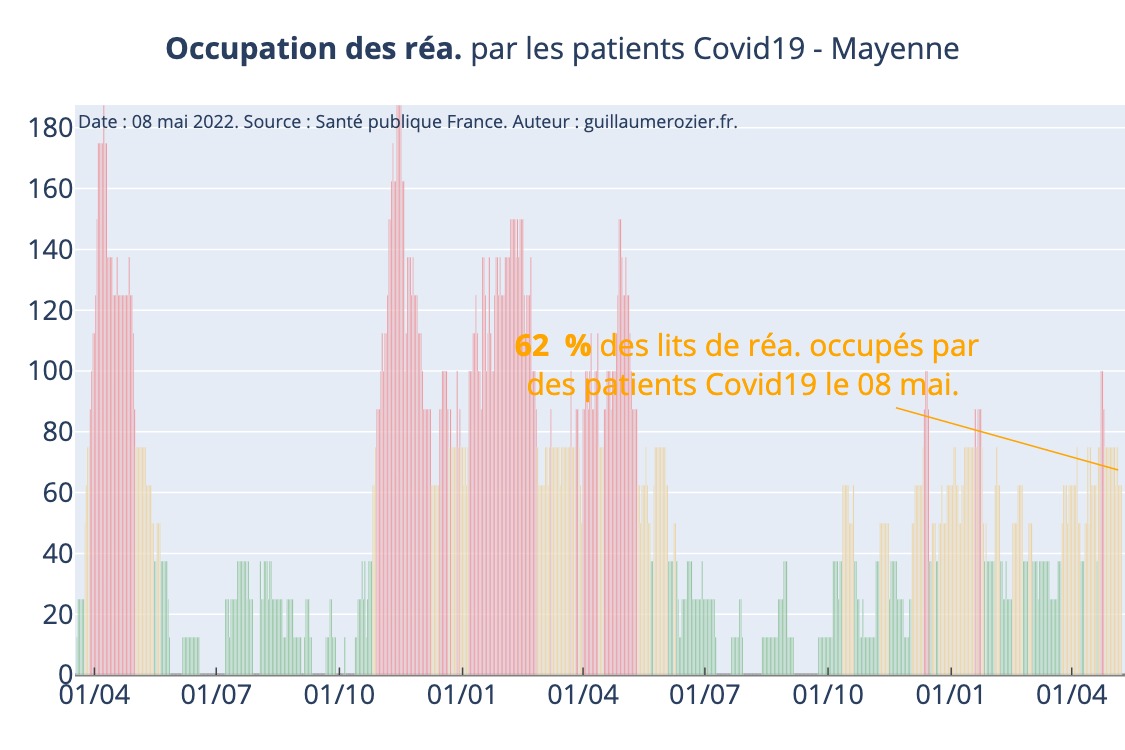 Occupation des réa. par les patients Covid19 - Mayenne
Date : 08 mai 2022. Source : Santé publique France. Auteur : guillaumerozier.fr.
180
160
140
120
100
80
60
40
20
0
62 % des lits de réa. occupés par
des patients Covid19 le 08 mai.
01/04 01/07 01/10 01/01 01/04 01/07 01/10 01/01 01/04